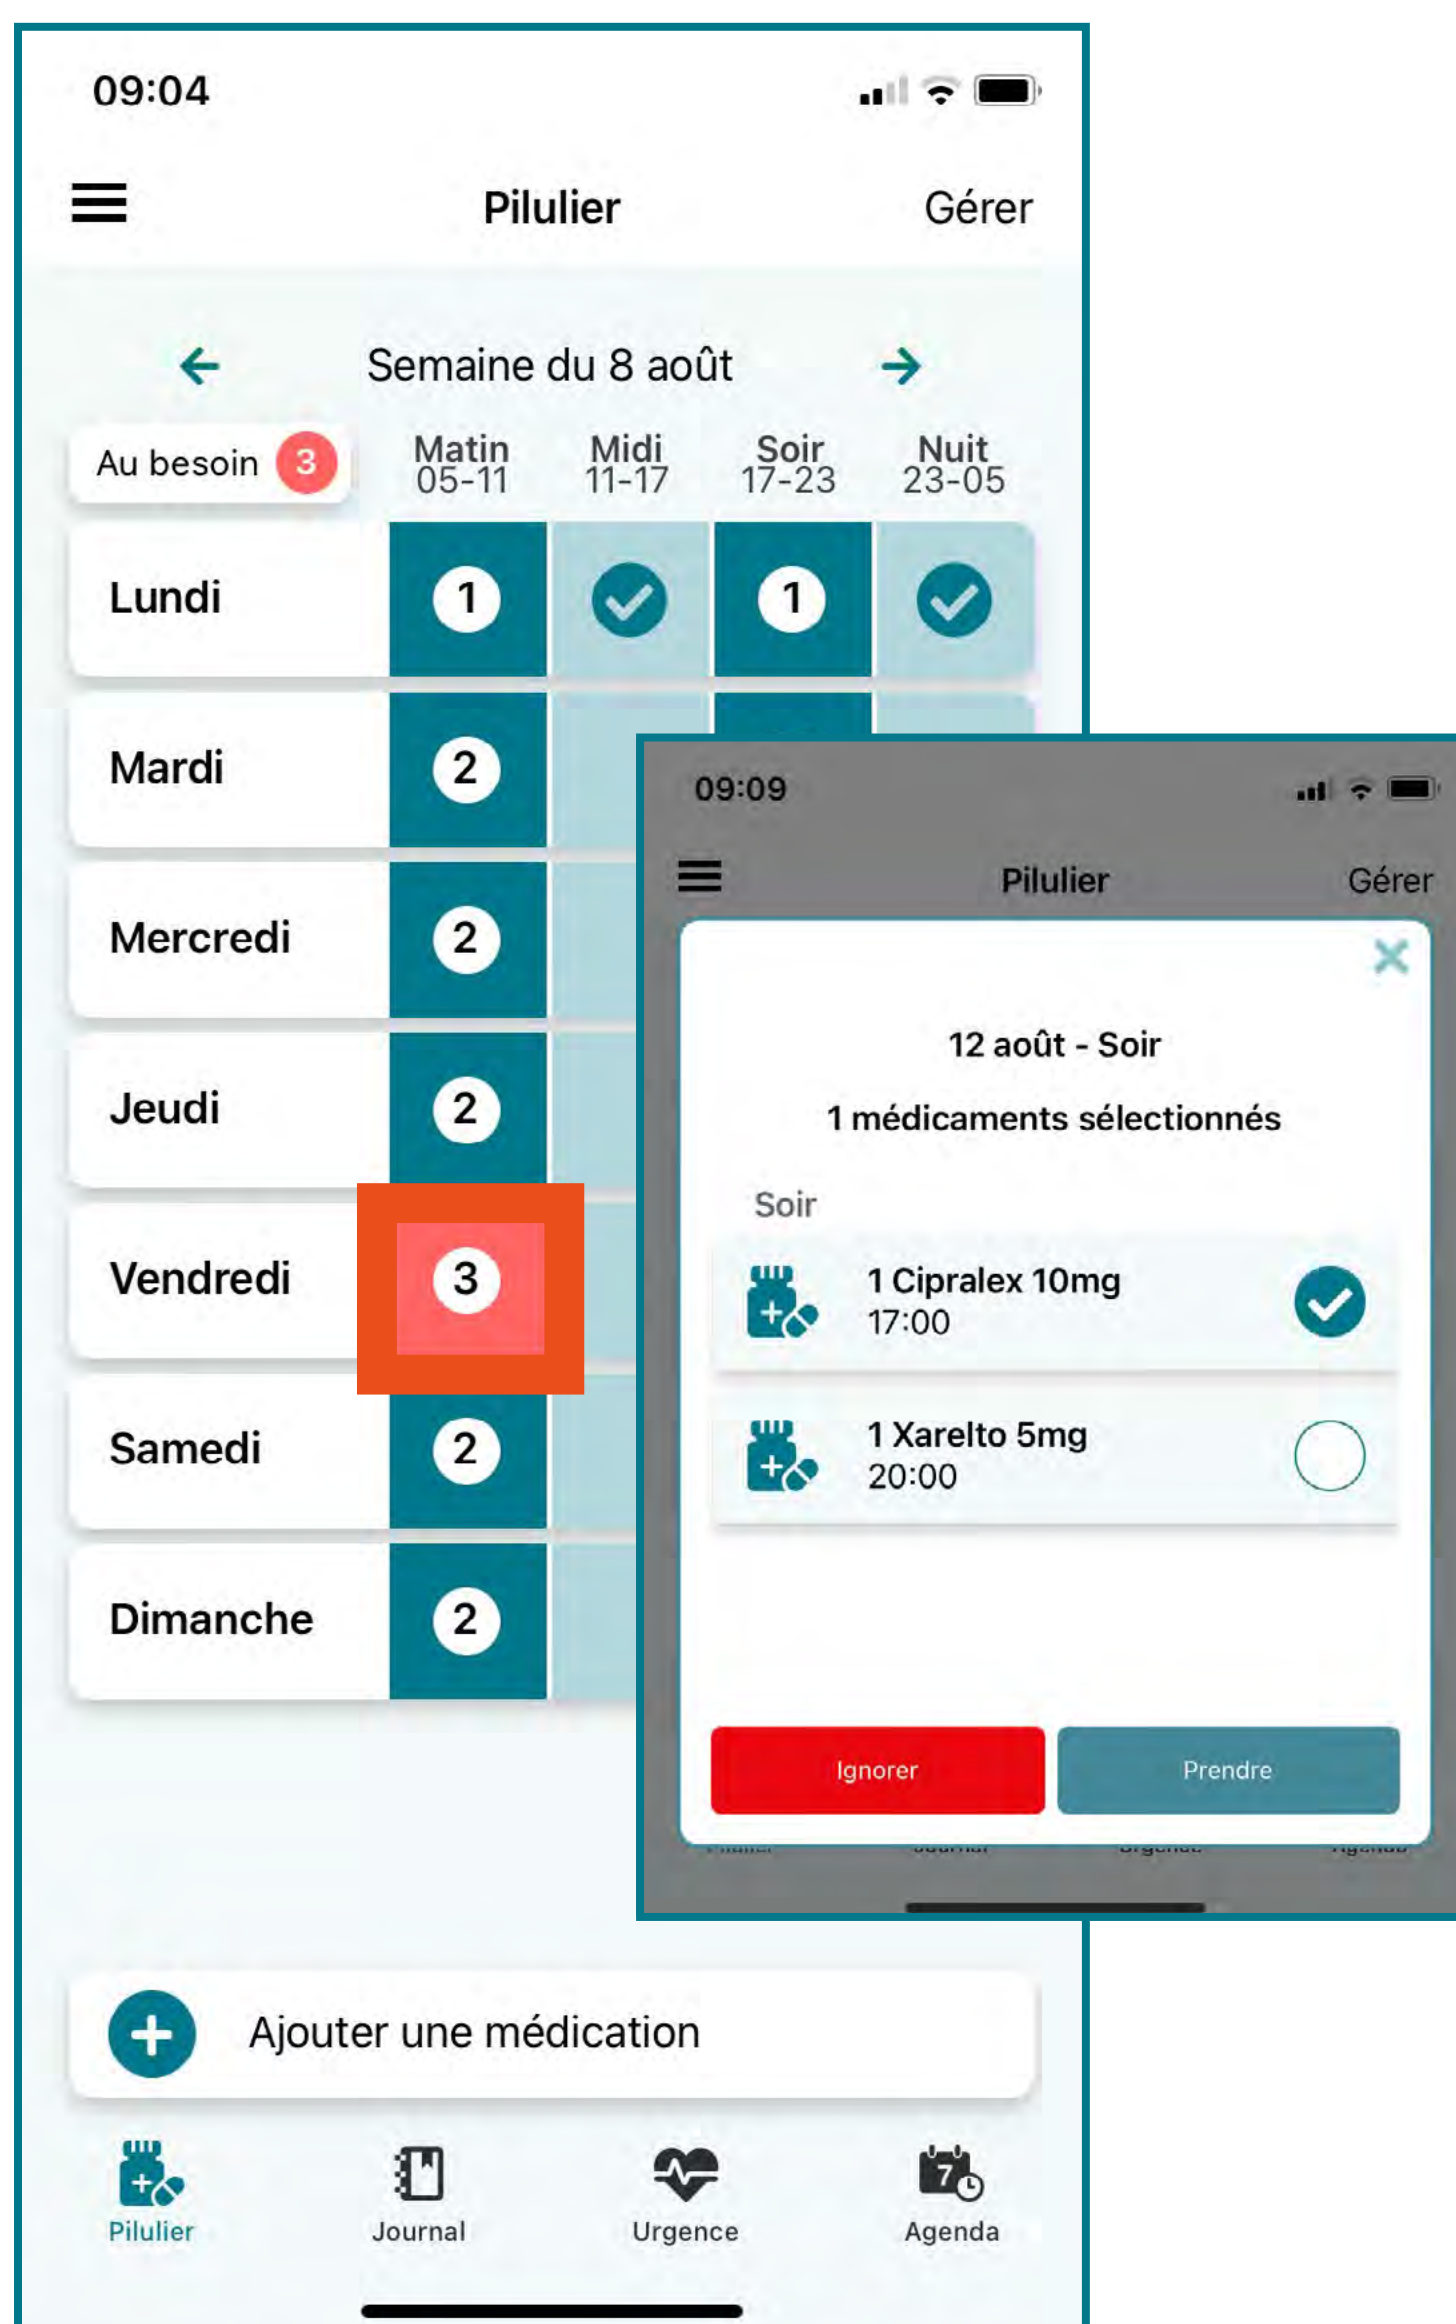 09:04
Pilulier
Gérer
Semaine du 8 août
Au besoin 3
Matin
05-11
Midi
11-17
Soir
17-23
Nuit
23-05
Lundi
1
1
Mardi
2
Mercredi
2
Jeudi
2
Vendredi
3
Samedi
2
Dimanche
2
09:09
Pilulier
Gérer
12 août - Soir
1 médicaments sélectionnés
Soir
1 Cipralex 10mg
17:00
1 Xarelto 5mg
20:00
Ignorer
Prendre
Ajouter une médication
Pilulier
Journal
Urgence
7
Agenda